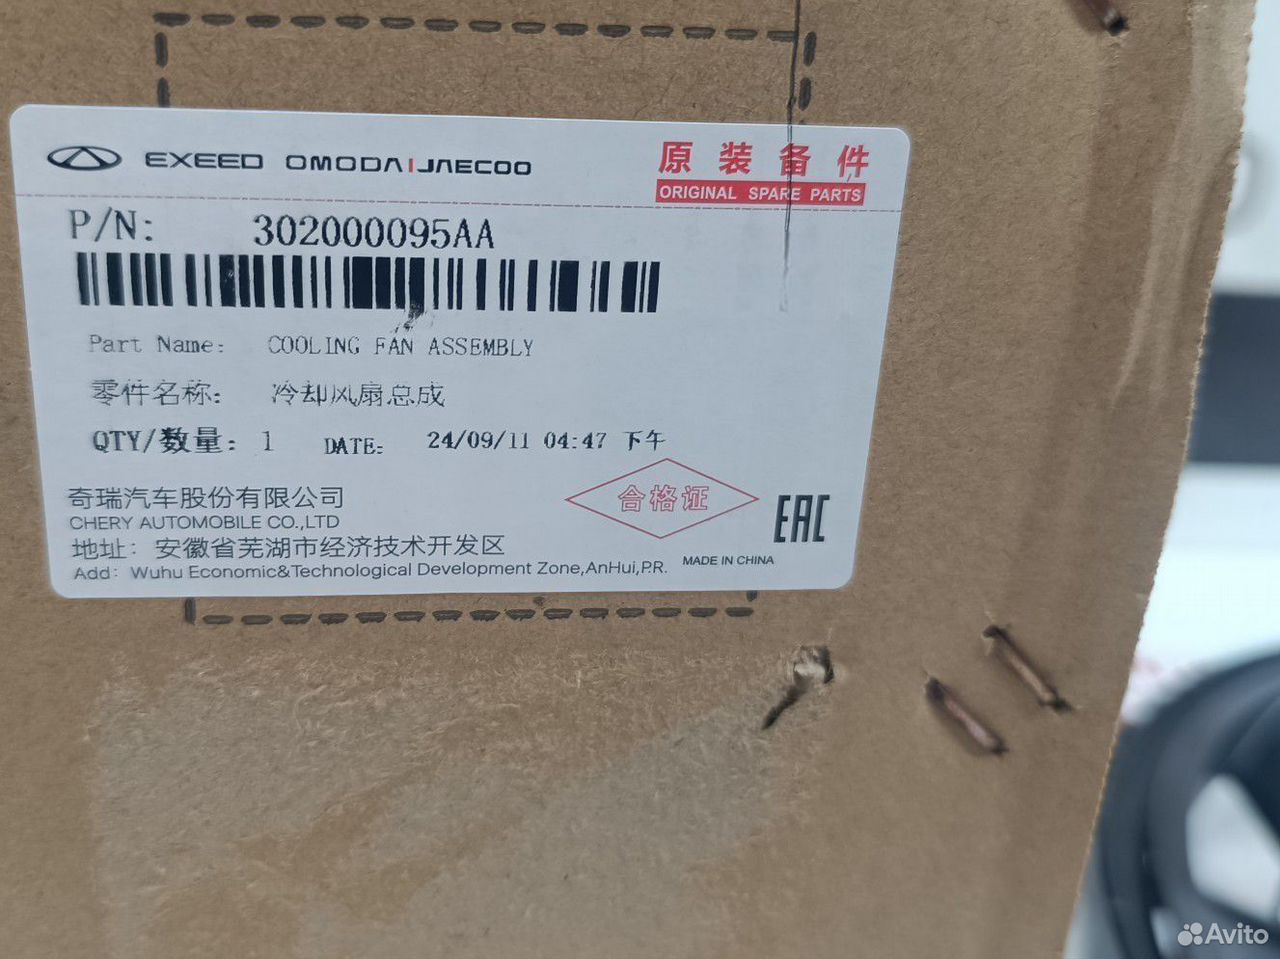 EXEED OMODA|JAECOO
原装备件
ORIGINAL SPARE PARTS
P/N: 302000095AA
Part Name: COOLING FAN ASSEMBLY
零件名称: 冷却风扇总成
QTY/数量: 1 DATE: 24/09/11 04:47 下午
合格证
EAC
奇瑞汽车股份有限公司
CHERY AUTOMOBILE CO.,LTD
地址: 安徽省芜湖市经济技术开发区
Add: Wuhu Economic&Technological Development Zone,AnHui,P.R.
MADE IN CHINA
Avito